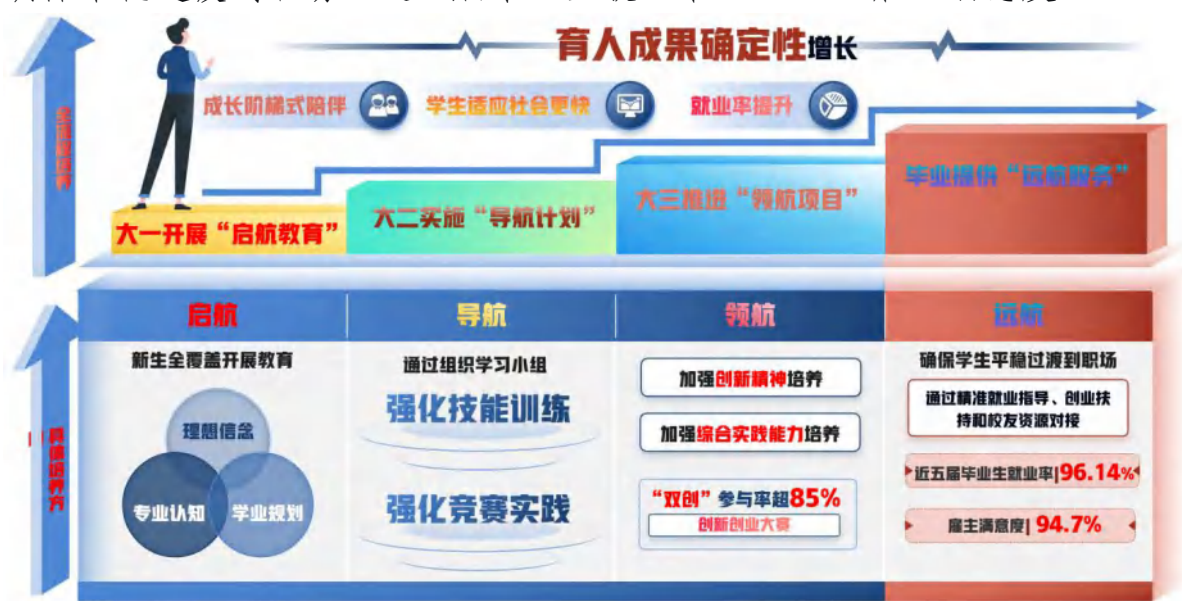 育人成果确定性增长
成长阶梯式陪伴
学生适应社会更快
就业率提升
大一开展“启航教育”
大二实施“导航计划”
大三推进“领航项目”
毕业提供“远航服务”
启航
导航
领航
远航
新生全覆盖开展教育
理想信念
专业认知
学业规划
通过组织学习小组
强化技能训练
强化竞赛实践
加强创新精神培养
加强综合实践能力培养
“双创”参与率超85%
创新创业大赛
确保学生平稳过渡到职场
通过精准就业指导、创业扶
持和校友资源对接
近五届毕业生就业率|96.14%
雇主满意度| 94.7%